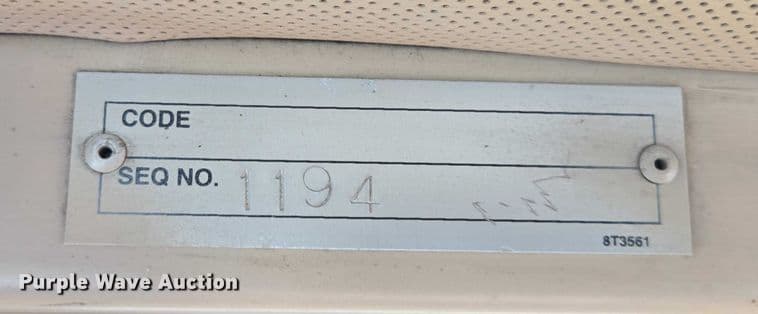 CODE
SEQ NO. 1194
8T3561
Purple Wave Auction